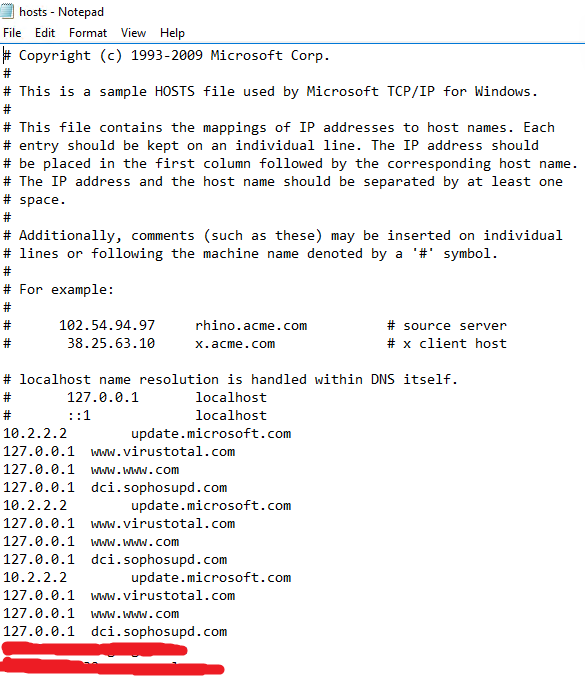 hosts - Notepad
File Edit Format View Help
# Copyright (c) 1993-2009 Microsoft Corp.
#
# This is a sample HOSTS file used by Microsoft TCP/IP for Windows.
#
# This file contains the mappings of IP addresses to host names. Each
# entry should be kept on an individual line. The IP address should
# be placed in the first column followed by the corresponding host name.
# The IP address and the host name should be separated by at least one
# space.
#
# Additionally, comments (such as these) may be inserted on individual
# lines or following the machine name denoted by a '#' symbol.
#
# For example:
#
#      102.54.94.97     rhino.acme.com          # source server
#       38.25.63.10     x.acme.com              # x client host

# localhost name resolution is handled within DNS itself.
#       127.0.0.1       localhost
#       ::1             localhost
10.2.2.2        update.microsoft.com
127.0.0.1  www.virustotal.com
127.0.0.1  www.www.com
127.0.0.1  dci.sophosupd.com
10.2.2.2        update.microsoft.com
127.0.0.1  www.virustotal.com
127.0.0.1  www.www.com
127.0.0.1  dci.sophosupd.com
10.2.2.2        update.microsoft.com
127.0.0.1  www.virustotal.com
127.0.0.1  www.www.com
127.0.0.1  dci.sophosupd.com